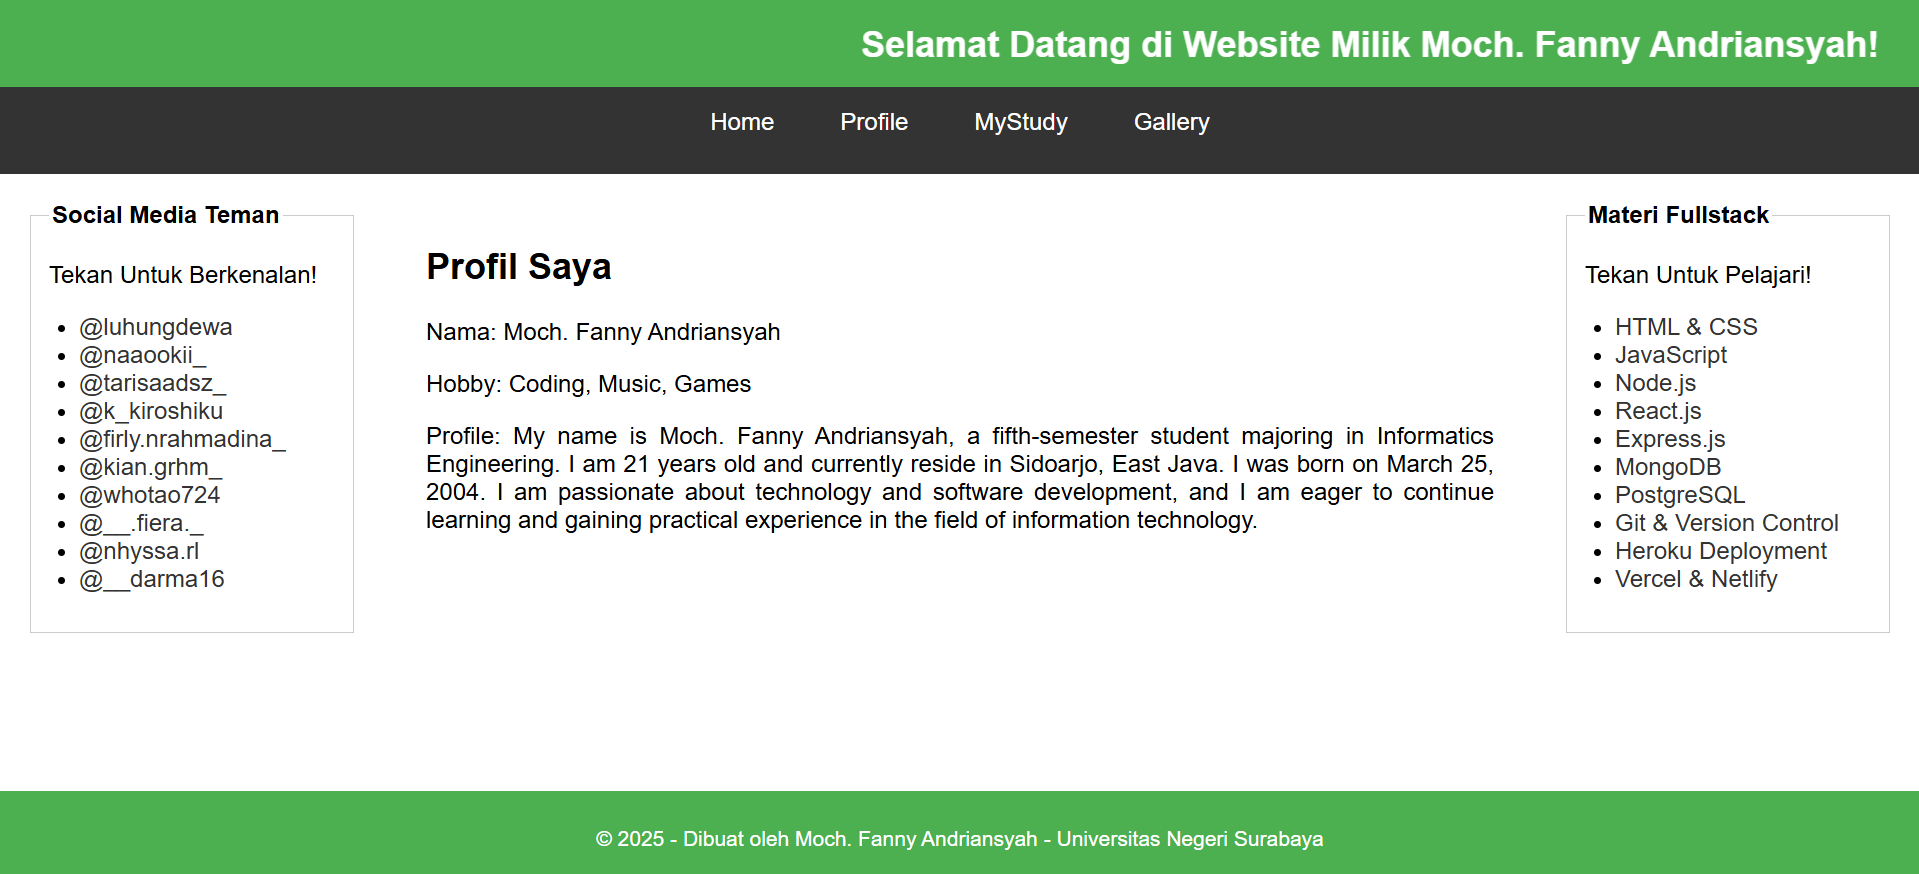 Selamat Datang di Website Milik Moch. Fanny Andriansyah!
Home Profile MyStudy Gallery
Social Media Teman
Tekan Untuk Berkenalan!
@luhungdewa
@naaookii_
@tarisaadsz_
@k_kiroshiku
@firly.nrahmadina_
@kian.grhm_
@whotao724
@__.fiera._
@nhyssa.rl
@__darma16
Profil Saya
Nama: Moch. Fanny Andriansyah
Hobby: Coding, Music, Games
Profile: My name is Moch. Fanny Andriansyah, a fifth-semester student majoring in Informatics
Engineering. I am 21 years old and currently reside in Sidoarjo, East Java. I was born on March 25,
2004. I am passionate about technology and software development, and I am eager to continue
learning and gaining practical experience in the field of information technology.
Materi Fullstack
Tekan Untuk Pelajari!
HTML & CSS
JavaScript
Node.js
React.js
Express.js
MongoDB
PostgreSQL
Git & Version Control
Heroku Deployment
Vercel & Netlify
© 2025 - Dibuat oleh Moch. Fanny Andriansyah - Universitas Negeri Surabaya